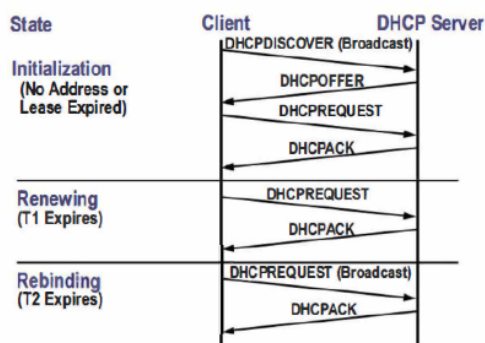 State Client DHCP Server
DHCPDISCOVER (Broadcast)
Initialization
(No Address or
Lease Expired)
DHCPOFFER
DHCPREQUEST
DHCPACK
Renewing
(T1 Expires)
DHCPREQUEST
DHCPACK
Rebinding
(T2 Expires)
DHCPREQUEST (Broadcast)
DHCPACK